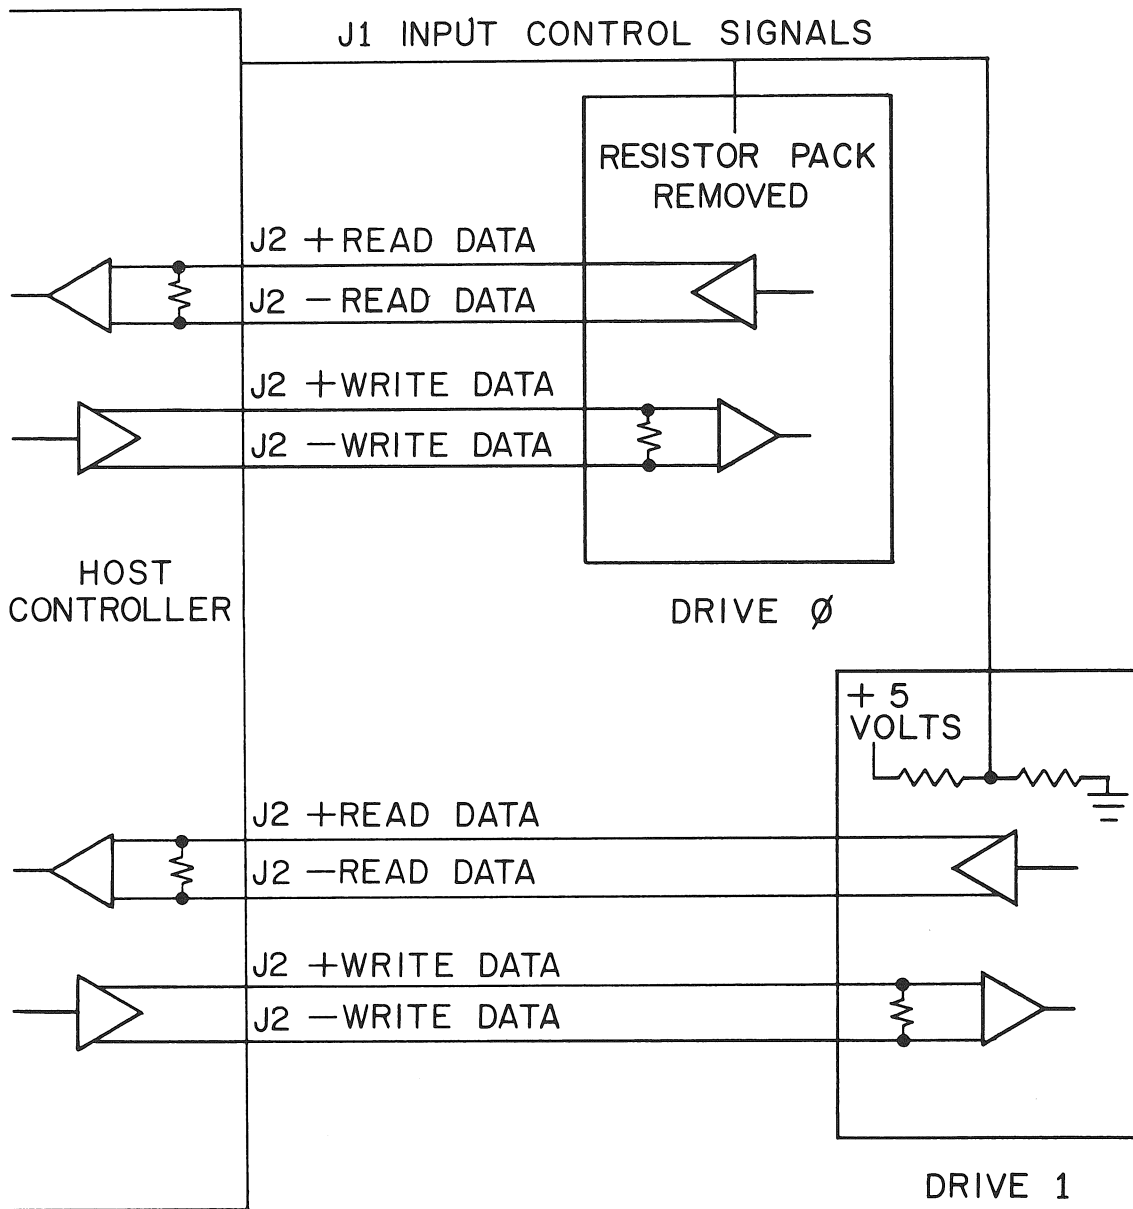 J1 INPUT CONTROL SIGNALS
RESISTOR PACK
REMOVED
J2 +READ DATA
J2 −READ DATA
J2 +WRITE DATA
J2 −WRITE DATA
HOST
CONTROLLER
DRIVE Ø
+5
VOLTS
J2 +READ DATA
J2 −READ DATA
J2 +WRITE DATA
J2 −WRITE DATA
DRIVE 1